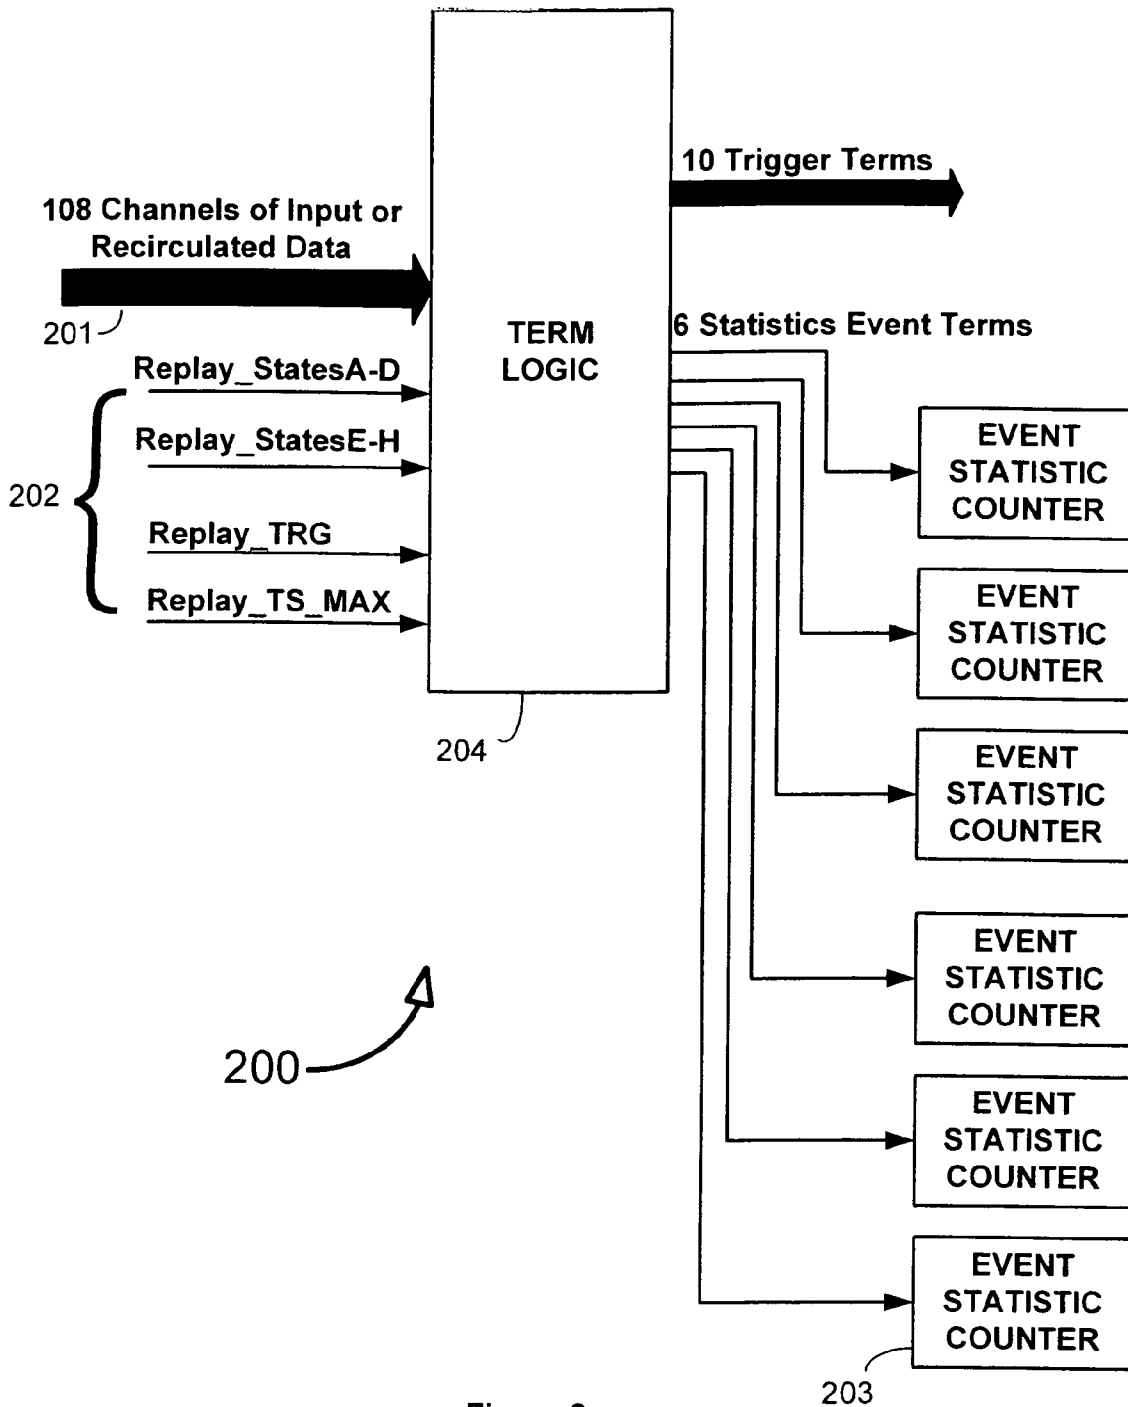 10 Trigger Terms
108 Channels of Input or
Recirculated Data
201
TERM
LOGIC
6 Statistics Event Terms
Replay_StatesA-D
Replay_StatesE-H
202
Replay_TRG
Replay_TS_MAX
204
EVENT
STATISTIC
COUNTER
EVENT
STATISTIC
COUNTER
EVENT
STATISTIC
COUNTER
EVENT
STATISTIC
COUNTER
200
EVENT
STATISTIC
COUNTER
EVENT
STATISTIC
COUNTER
203